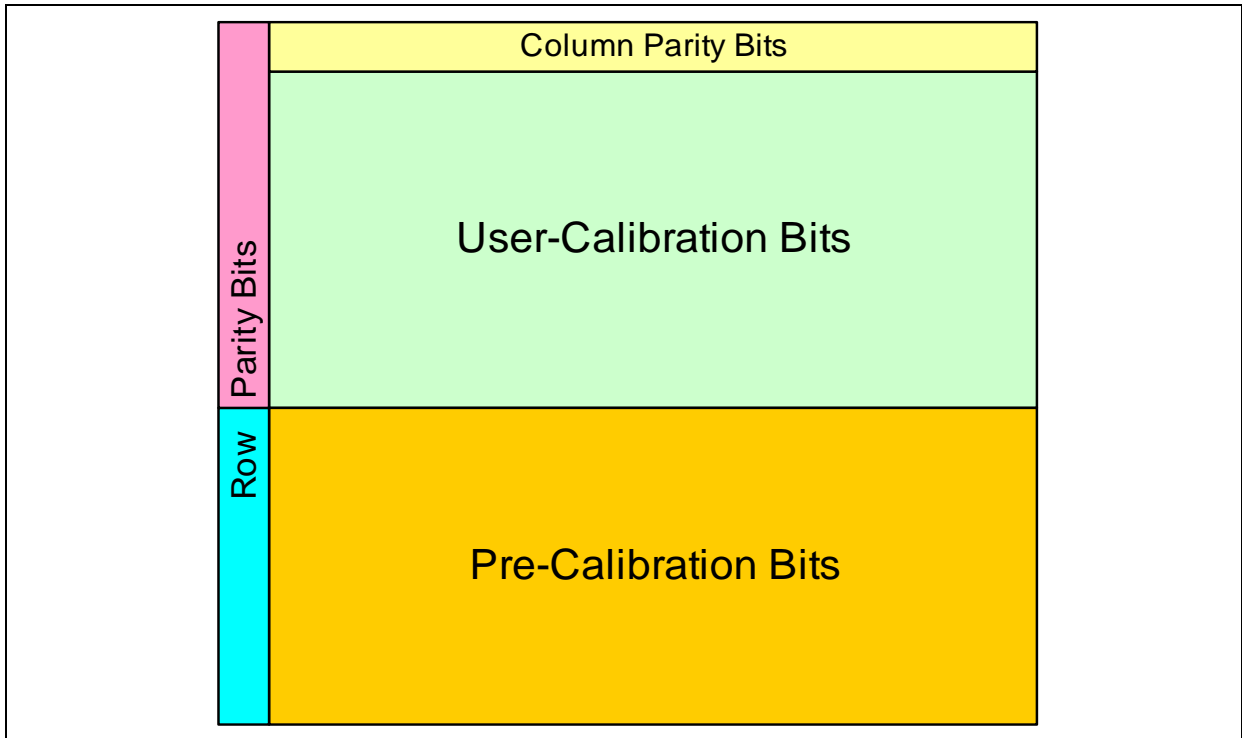 Column Parity Bits
User-Calibration Bits
Row Parity Bits
Pre-Calibration Bits